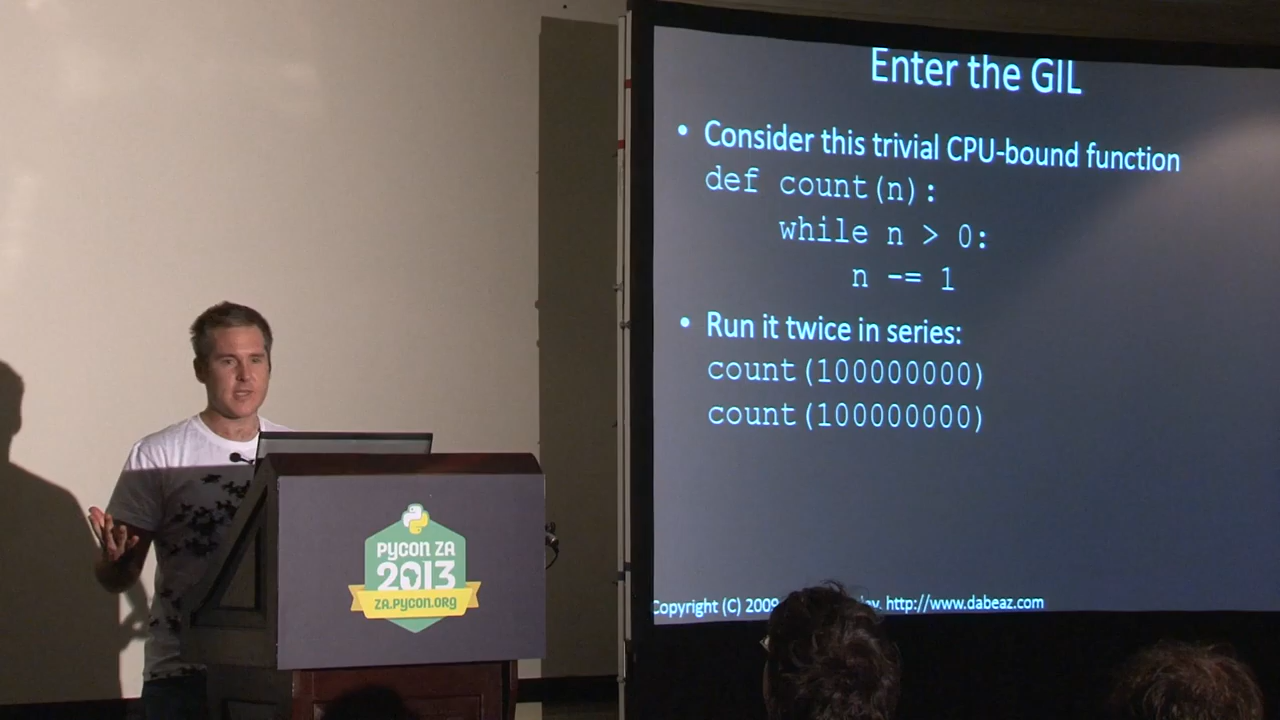 Enter the GIL
• Consider this trivial CPU-bound function
def count(n):
while n > 0:
n -= 1
• Run it twice in series:
count(100000000)
count(100000000)
Copyright (C) 2009, http://www.dabeaz.com
PYCON ZA
2013
ZA.PYCON.ORG